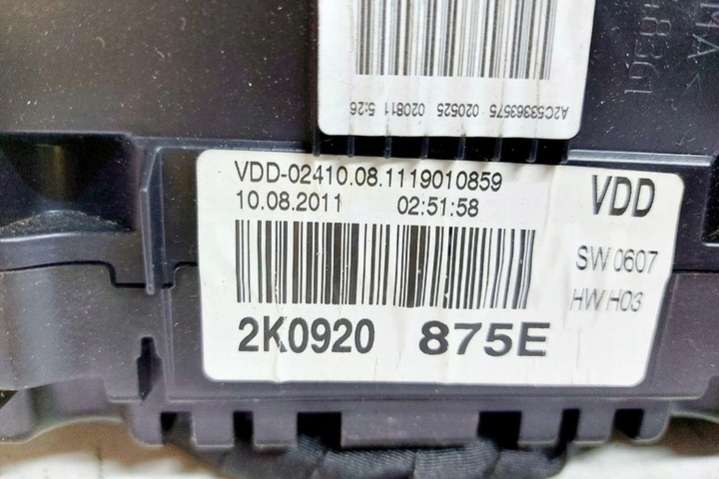 A2C53363575 020525 020811 5:26
VDD-02410.08.1119010859
10.08.2011 02:51:58
VDD
SW 0607
HW H03
2K0920 875E